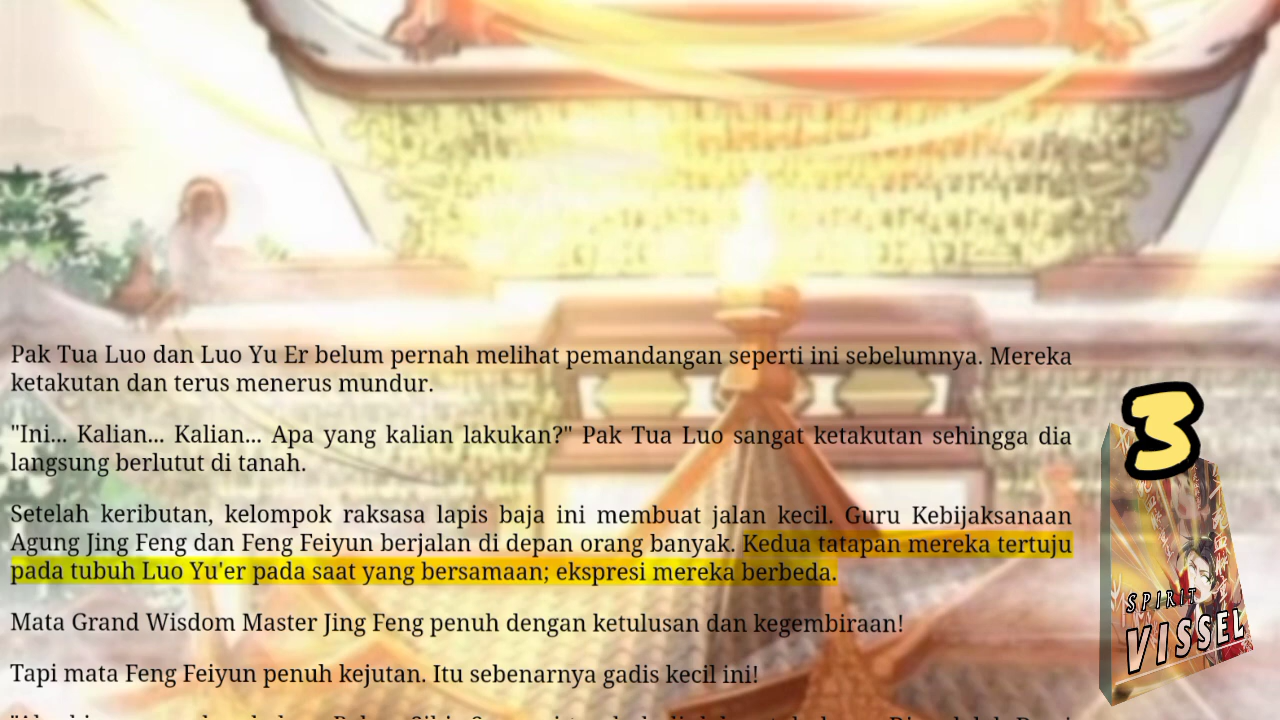 Pak Tua Luo dan Luo Yu Er belum pernah melihat pemandangan seperti ini sebelumnya. Mereka
ketakutan dan terus menerus mundur.
"Ini... Kalian... Kalian... Apa yang kalian lakukan?" Pak Tua Luo sangat ketakutan sehingga dia
langsung berlutut di tanah.
Setelah keributan, kelompok raksasa lapis baja ini membuat jalan kecil. Guru Kebijaksanaan
Agung Jing Feng dan Feng Feiyun berjalan di depan orang banyak. Kedua tatapan mereka tertuju
pada tubuh Luo Yu'er pada saat yang bersamaan; ekspresi mereka berbeda.
Mata Grand Wisdom Master Jing Feng penuh dengan ketulusan dan kegembiraan!
Tapi mata Feng Feiyun penuh kejutan. Itu sebenarnya gadis kecil ini!
3
SPIRIT
VISSEL